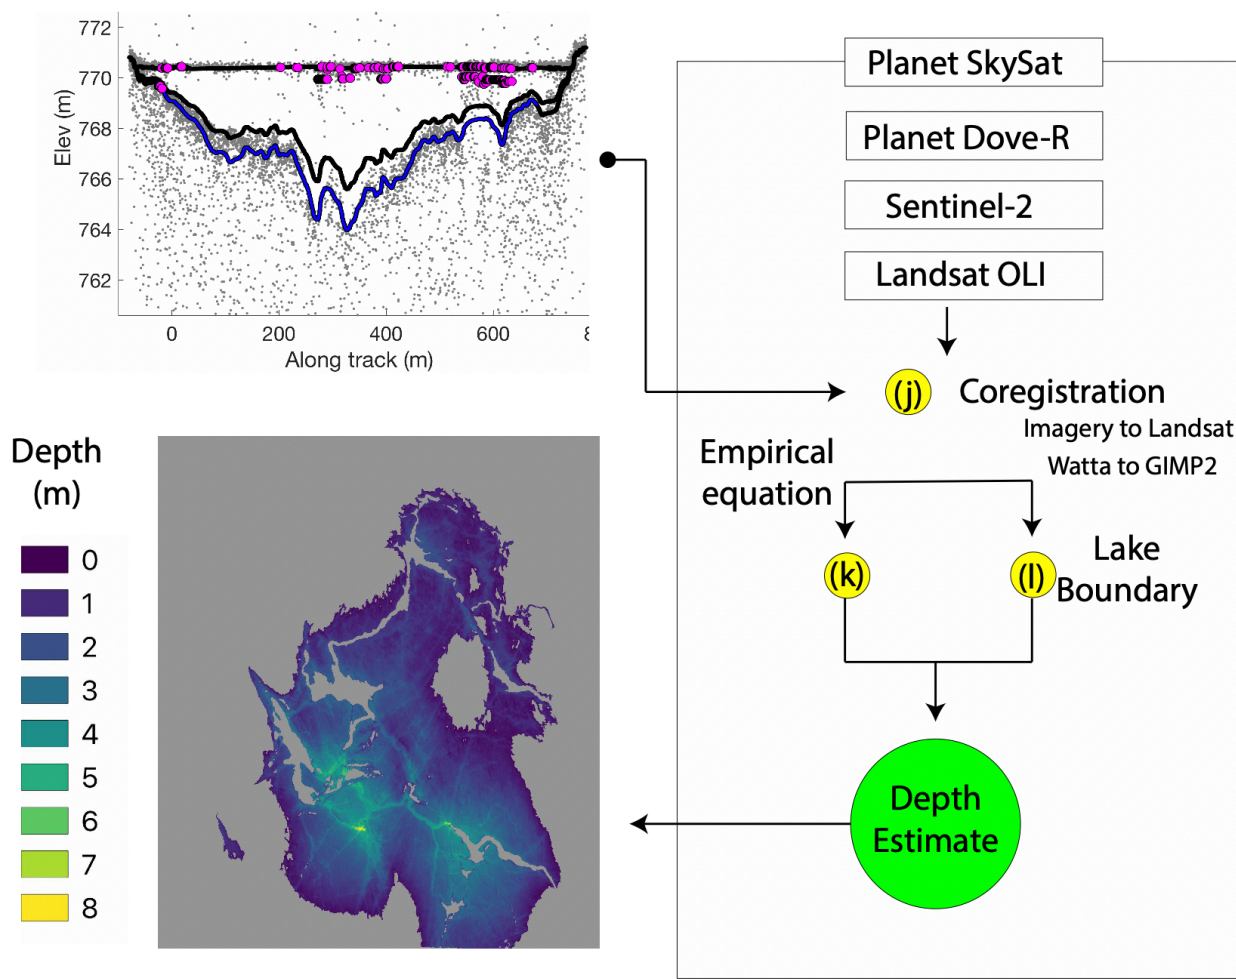 772
770
768
766
764
762
Elev (m)
0
200
400
600
Along track (m)
Planet SkySat
Planet Dove-R
Sentinel-2
Landsat OLI
(j)
Coregistration
Imagery to Landsat
Watta to GIMP2
Empirical
equation
(k)
(l)
Lake
Boundary
Depth
Estimate
Depth
(m)
0
1
2
3
4
5
6
7
8